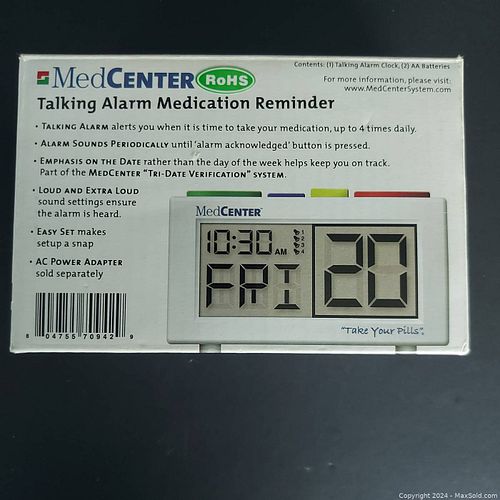 Contents: (1) Talking Alarm Clock, (2) AA Batteries
MedCENTER RoHS
For more information, please visit:
www.MedCenterSystem.com
Talking Alarm Medication Reminder
• TALKING ALARM alerts you when it is time to take your medication, up to 4 times daily.
• ALARM SOUNDS PERIODICALLY until 'alarm acknowledged' button is pressed.
• EMPHASIS ON THE DATE rather than the day of the week helps keep you on track.
Part of the MEDCENTER "TRI-DATE VERIFICATION" SYSTEM.
• LOUD AND EXTRA LOUD
sound settings ensure
the alarm is heard.
• EASY SET makes
setup a snap
• AC POWER ADAPTER
sold separately
MedCENTER
10:30 AM
1
2
3
4
FRI
20
"Take Your Pills"
8 04755 70942 9
Copyright 2024 - MaxSold.com